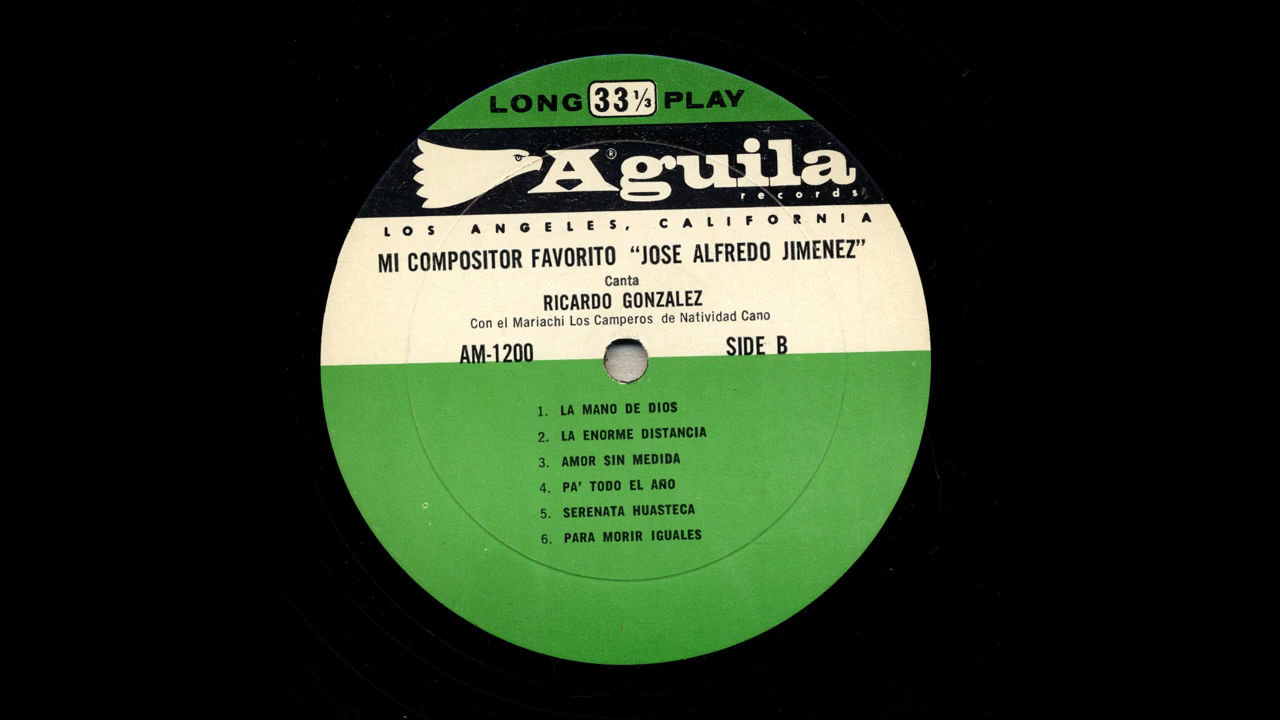 LONG 33 1/3 PLAY
Aguila ®
records
LOS ANGELES, CALIFORNIA
MI COMPOSITOR FAVORITO “JOSE ALFREDO JIMENEZ”
Canta
RICARDO GONZALEZ
Con el Mariachi Los Camperos de Natividad Cano
AM-1200 SIDE B
1. LA MANO DE DIOS
2. LA ENORME DISTANCIA
3. AMOR SIN MEDIDA
4. PA' TODO EL AÑO
5. SERENATA HUASTECA
6. PARA MORIR IGUALES